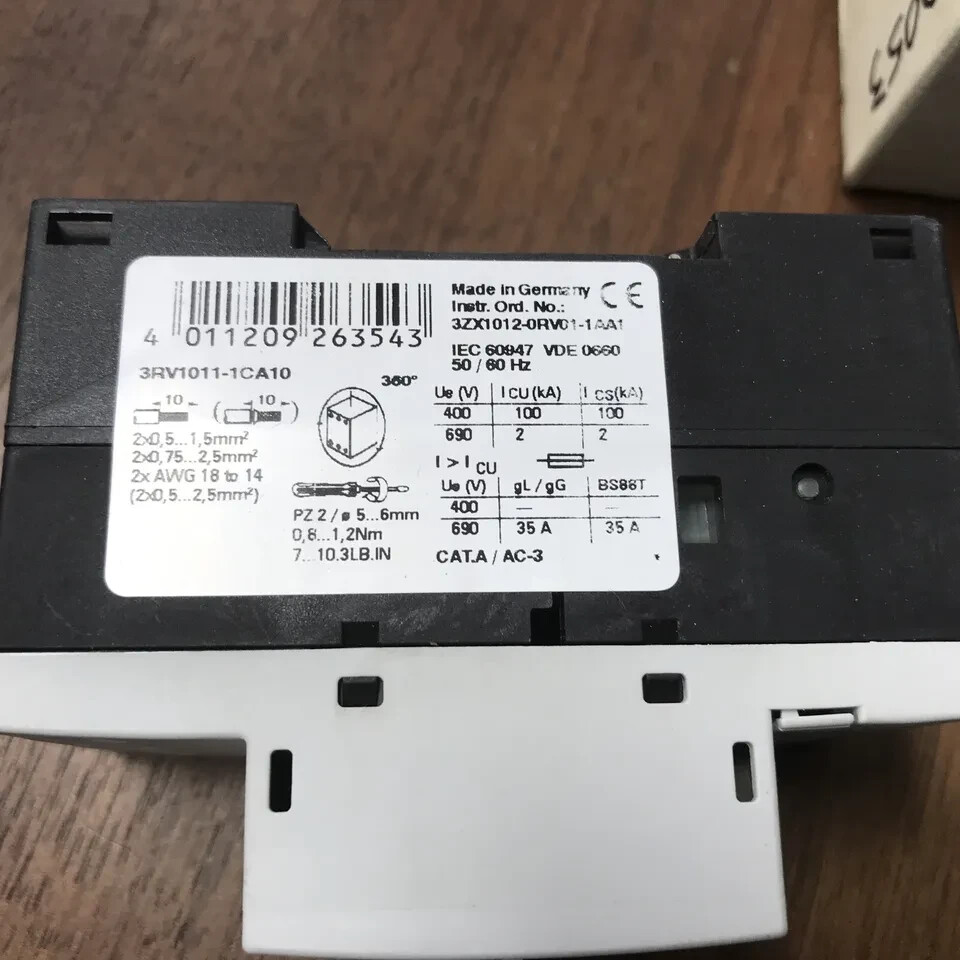 0053
4 011209 263543
3RV1011-1CA10
10 ( 10 )
2x0,5...1,5mm²
2x0,75...2,5mm²
2x AWG 18 to 14
(2x0,5...2,5mm²)
360°
PZ 2 / ø 5...6mm
0,8...1,2Nm
7...10.3LB.IN
Made in Germany CE
Instr. Ord. No.:
3ZX1012-0RV01-1AA1
IEC 60947 VDE 0660
50 / 60 Hz
Ue (V) ICU(kA) ICS(kA)
400 100 100
690 2 2
I > ICU
Ue (V) gL / gG BS88T
400 — —
690 35 A 35 A
CAT.A / AC-3